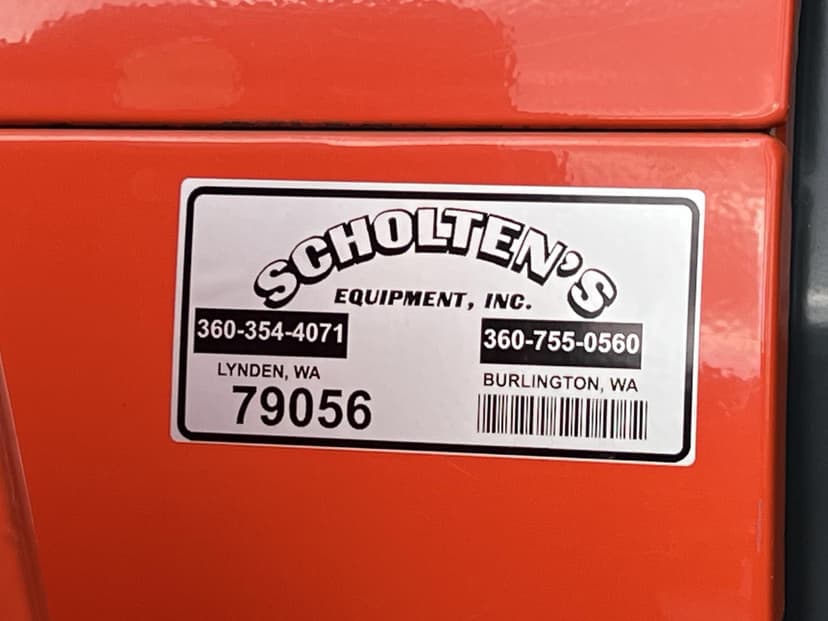 SCHOLTEN'S
EQUIPMENT, INC.
360-354-4071 360-755-0560
LYNDEN, WA BURLINGTON, WA
79056